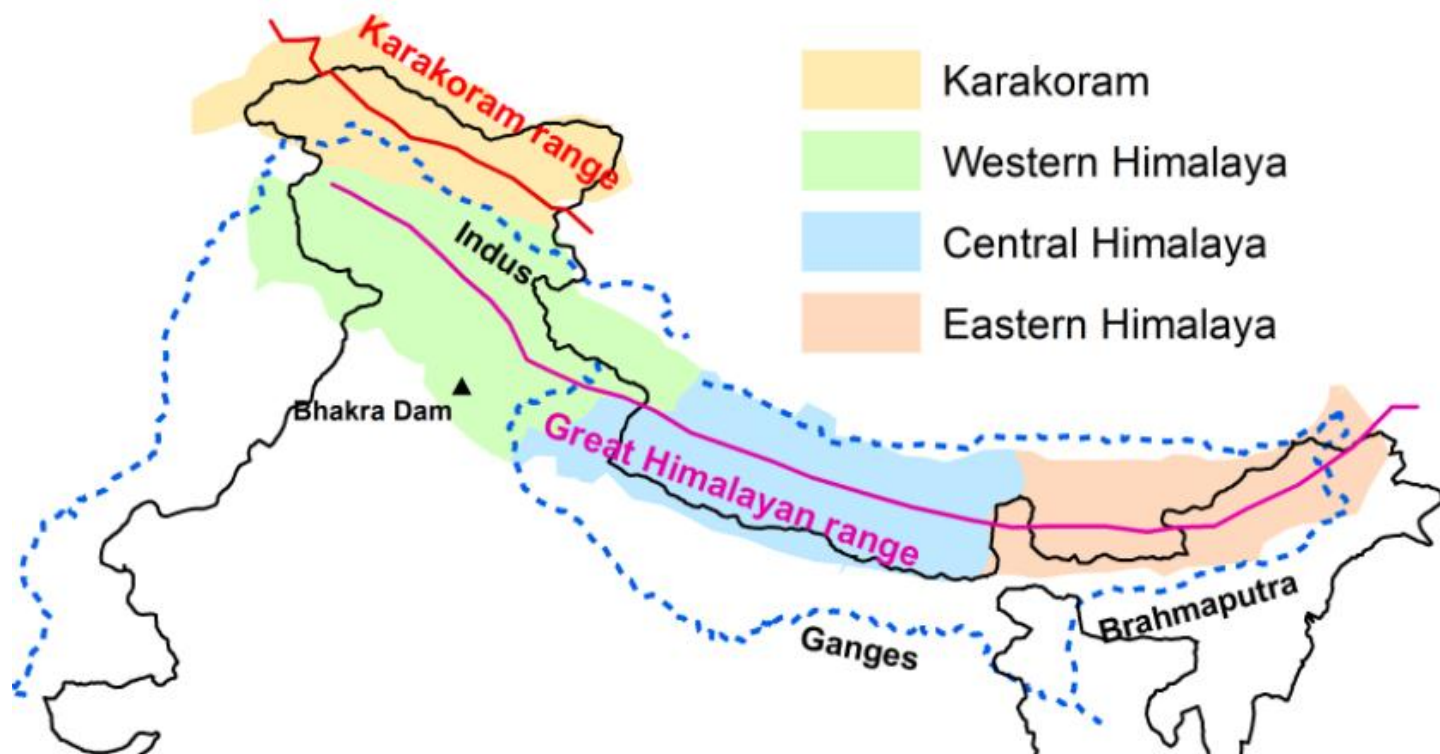 Karakoram range
Karakoram
Western Himalaya
Central Himalaya
Eastern Himalaya
Indus
Bhakra Dam
Great Himalayan range
Brahmaputra
Ganges